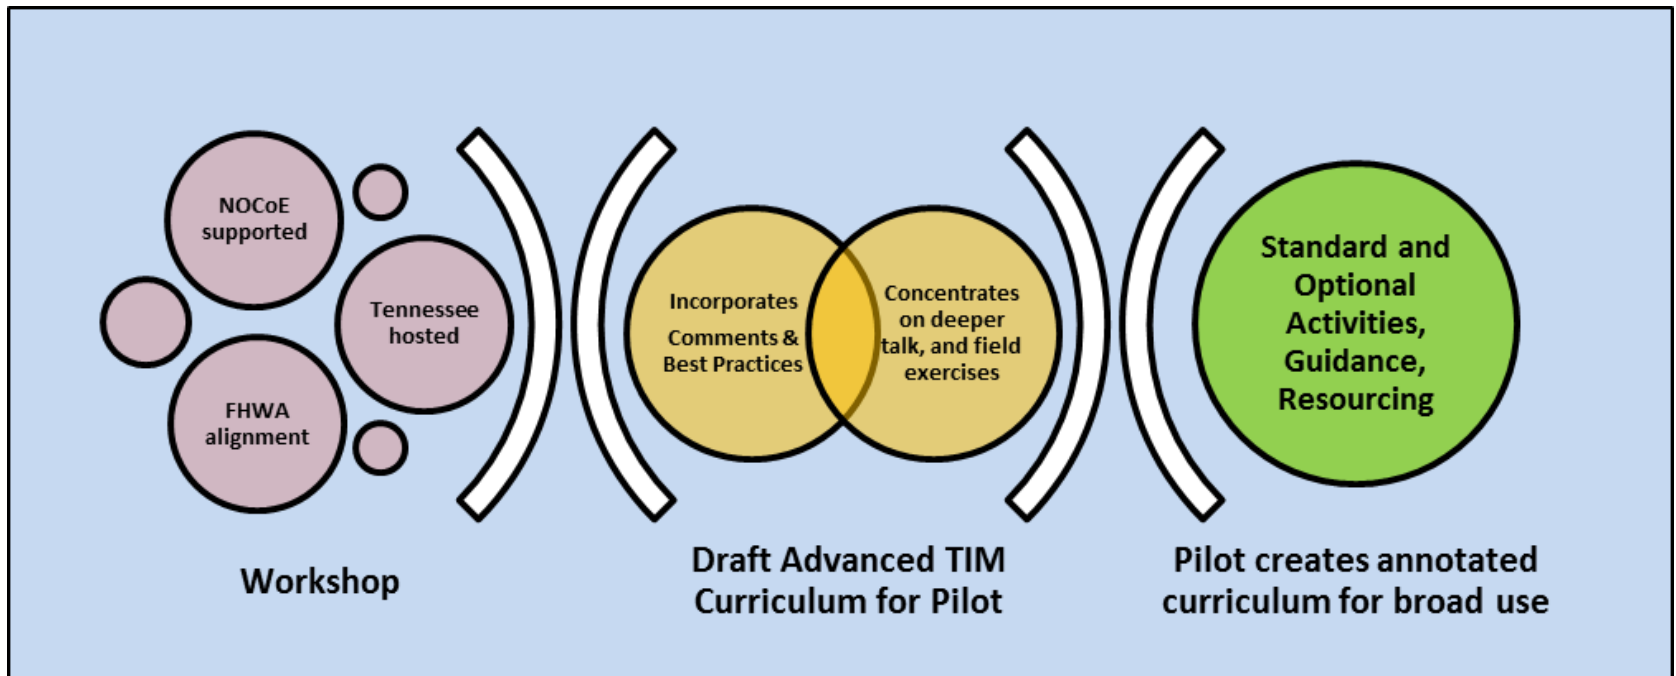 NOCoE
supported
Tennessee
hosted
FHWA
alignment
Workshop
Incorporates
Comments &
Best Practices
Concentrates
on deeper
talk, and field
exercises
Draft Advanced TIM
Curriculum for Pilot
Standard and
Optional
Activities,
Guidance,
Resourcing
Pilot creates annotated
curriculum for broad use